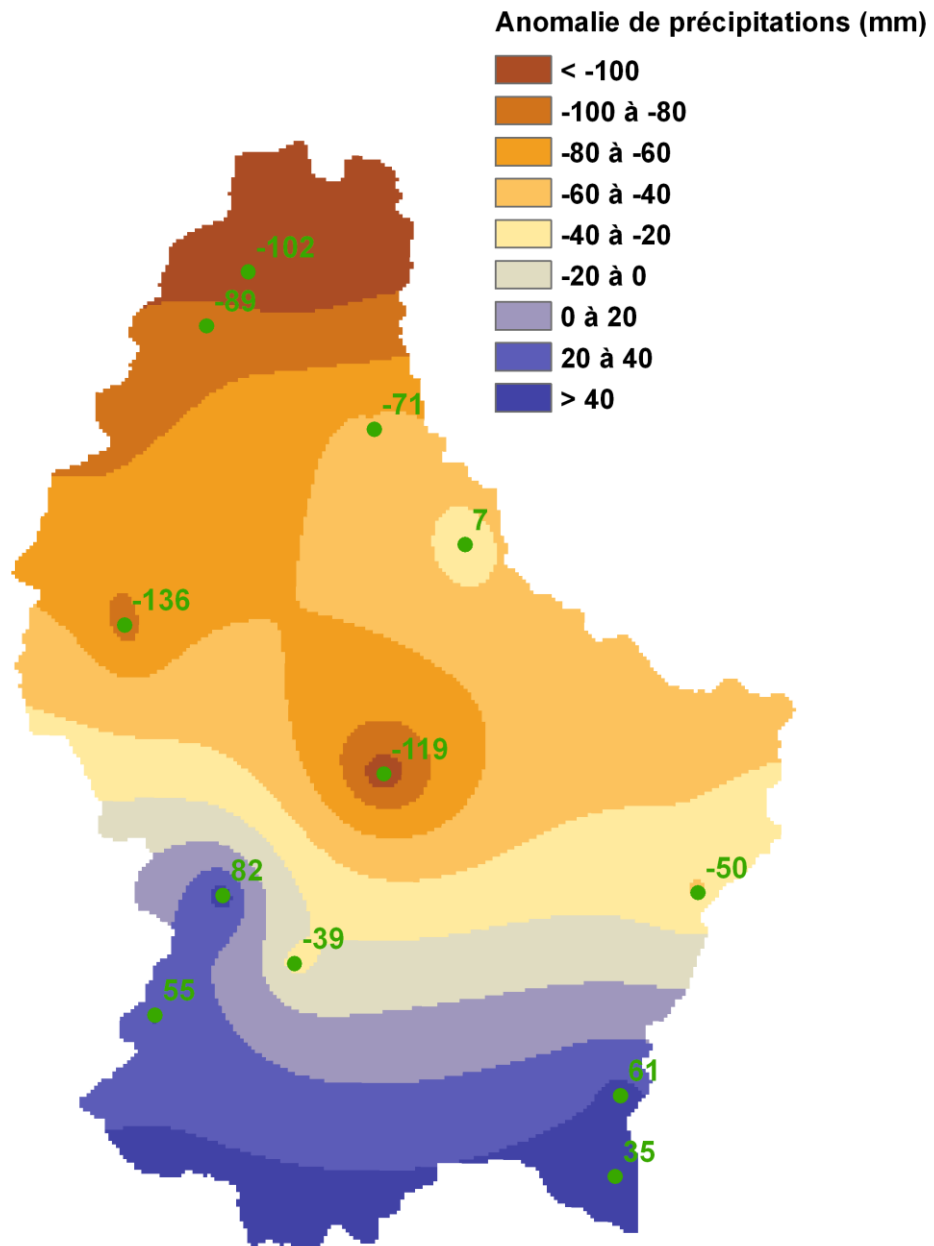 Anomalie de précipitations (mm)
< -100
-100 à -80
-80 à -60
-60 à -40
-40 à -20
-20 à 0
0 à 20
20 à 40
> 40
-102
-89
-71
7
-136
-119
82
-50
-39
55
61
35